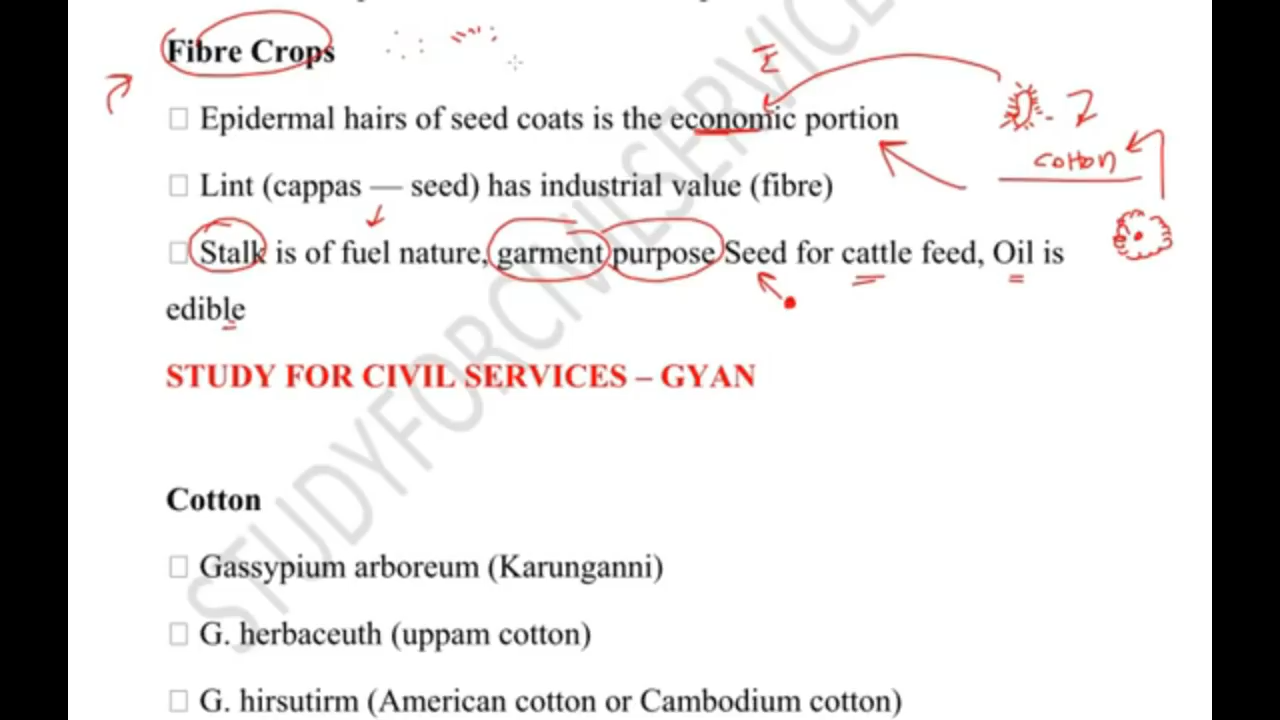 Fibre Crops
□ Epidermal hairs of seed coats is the economic portion
cotton
□ Lint (cappas — seed) has industrial value (fibre)
□ Stalk is of fuel nature, garment purpose Seed for cattle feed, Oil is
edible
STUDY FOR CIVIL SERVICES – GYAN
Cotton
□ Gassypium arboreum (Karunganni)
□ G. herbaceuth (uppam cotton)
□ G. hirsutirm (American cotton or Cambodium cotton)
STUDYFORCIVILSERVICE